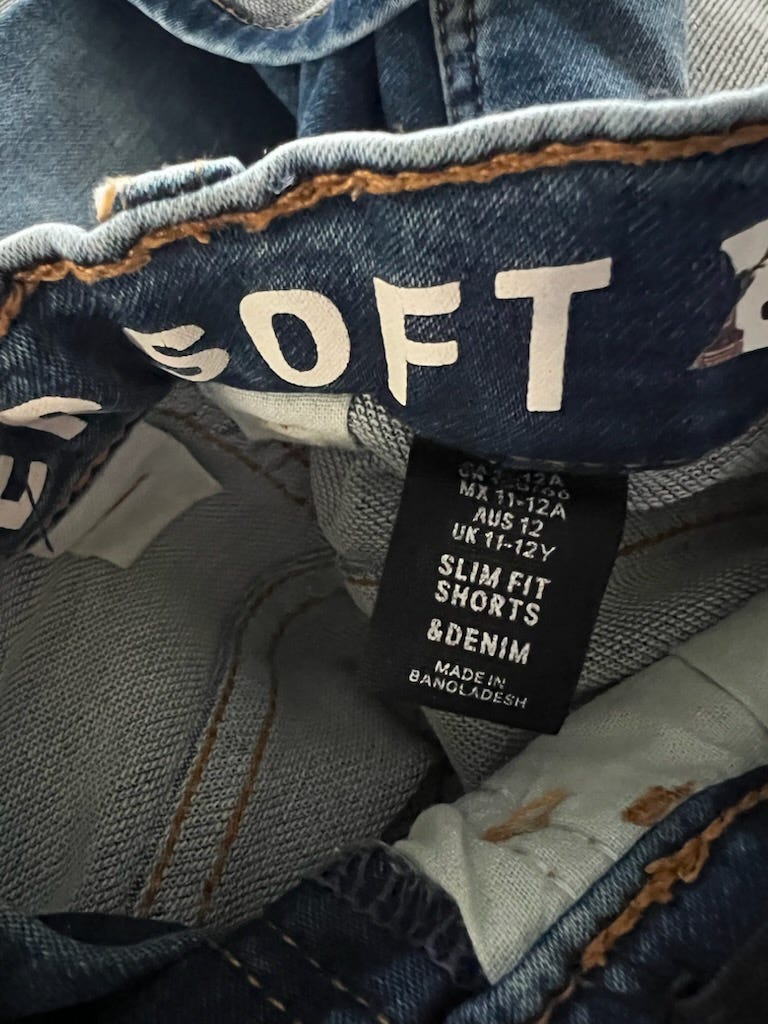 SOFT
MX 11-12A
AUS 12
UK 11-12Y
SLIM FIT
SHORTS
&DENIM
MADE IN
BANGLADESH